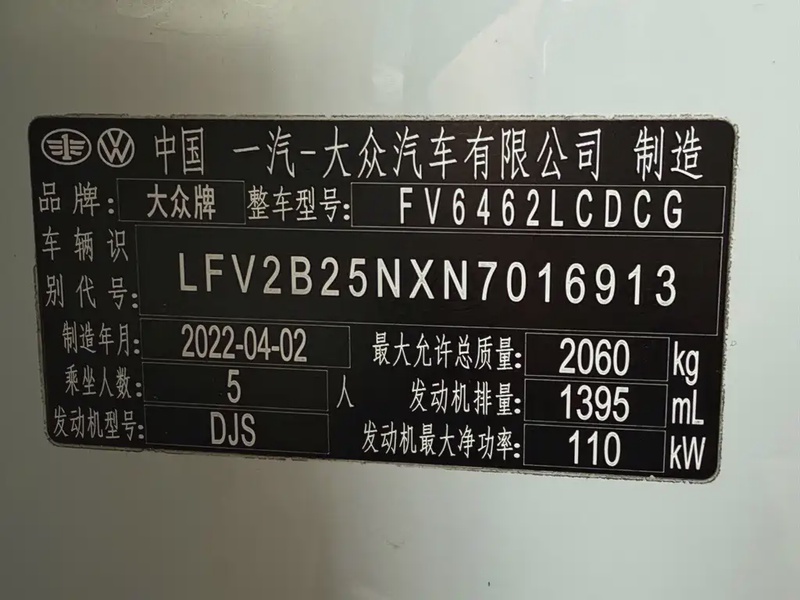 中国 一汽-大众汽车有限公司 制造
品牌: 大众牌 整车型号: FV6462LCDCG
车辆识别代号: LFV2B25NXN7016913
制造年月: 2022-04-02 最大允许总质量: 2060 kg
乘坐人数: 5 人 发动机排量: 1395 mL
发动机型号: DJS 发动机最大净功率: 110 kW